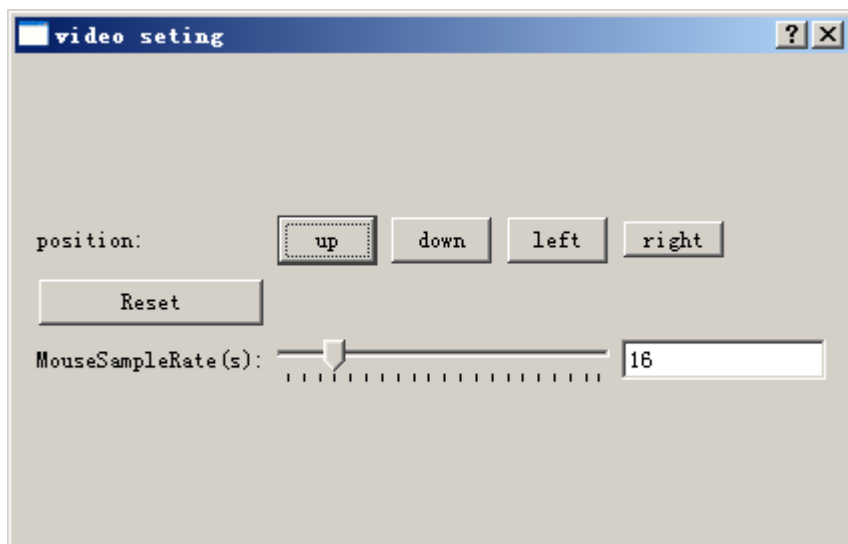 video seting
position: up down left right
Reset
MouseSampleRate(s): 16